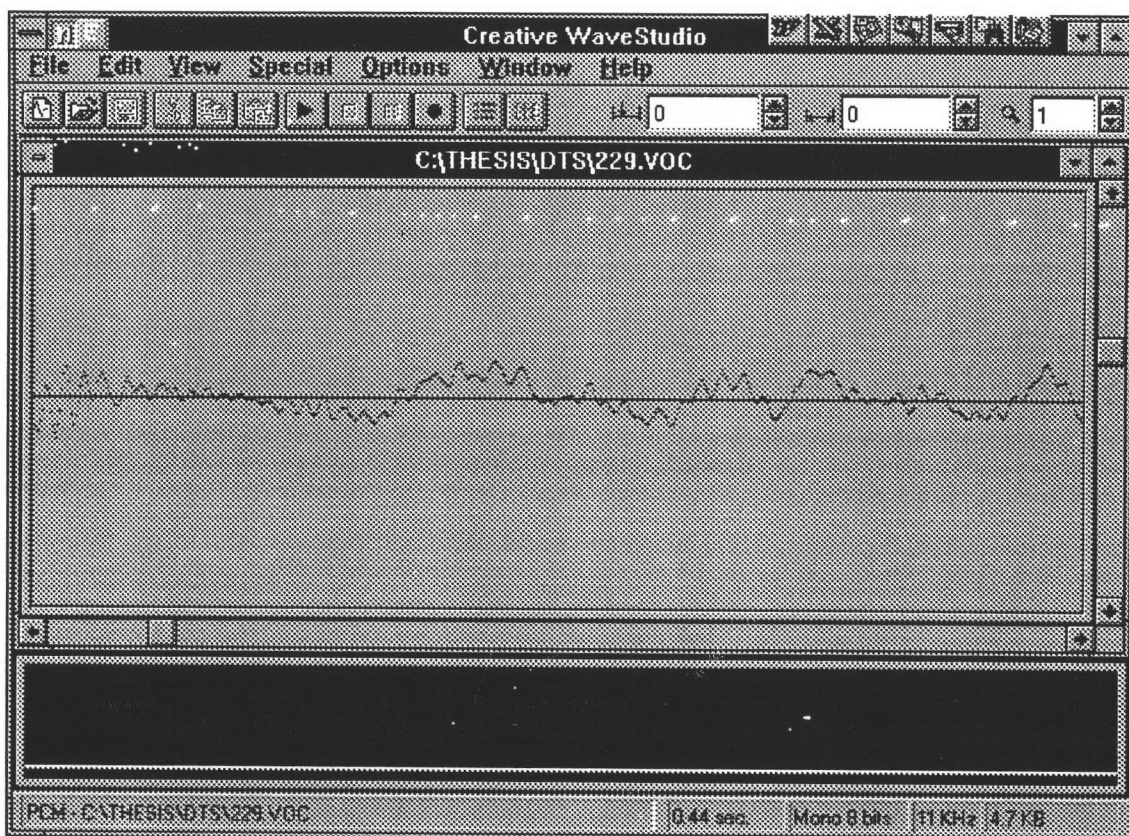 Creative WaveStudio
File Edit View Special Options Window Help
0 0 1
C:\THESIS\DTS\229.VOC
PCM - C:\THESIS\DTS\229.VOC 0.44 sec. Mono 8 bits 11 KHz 4.7 KB